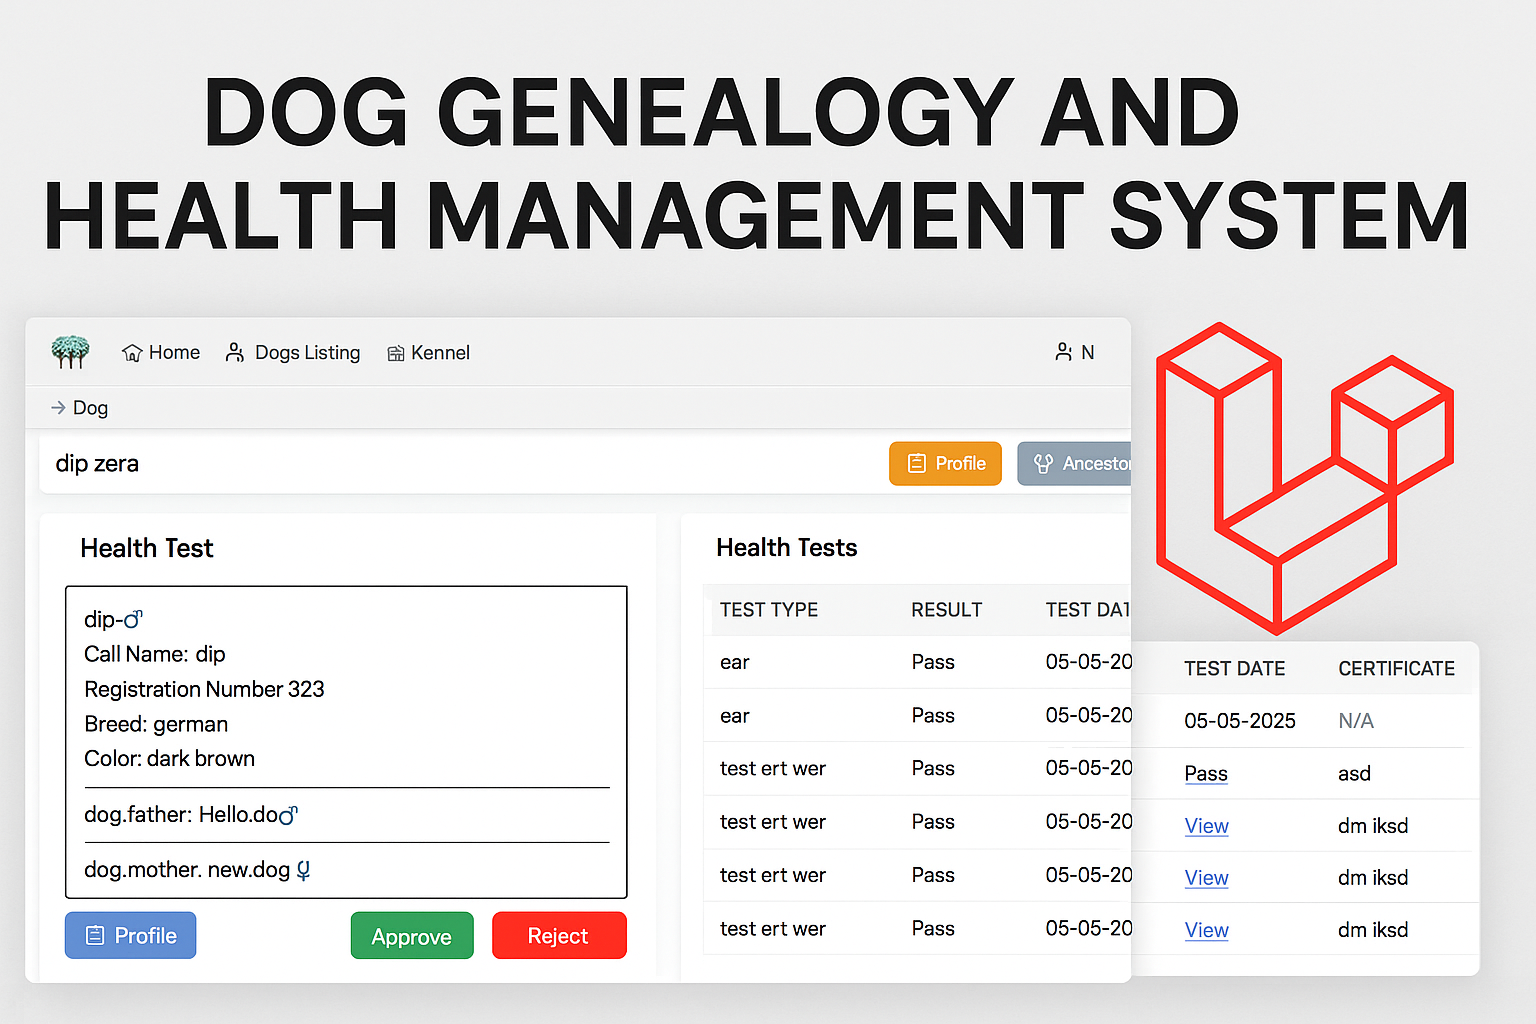 DOG GENEALOGY AND
HEALTH MANAGEMENT SYSTEM
Home Dogs Listing Kennel N
→ Dog
dip zera Profile Ancestor
Health Test
dip-♂
Call Name: dip
Registration Number 323
Breed: german
Color: dark brown
dog.father: Hello.do♂
dog.mother. new.dog
Profile Approve Reject
Health Tests
TEST TYPE RESULT TEST DAT
ear Pass 05-05-20
ear Pass 05-05-20
test ert wer Pass 05-05-20
test ert wer Pass 05-05-20
test ert wer Pass 05-05-20
test ert wer Pass 05-05-20
TEST DATE CERTIFICATE
05-05-2025 N/A
Pass asd
View dm iksd
View dm iksd
View dm iksd